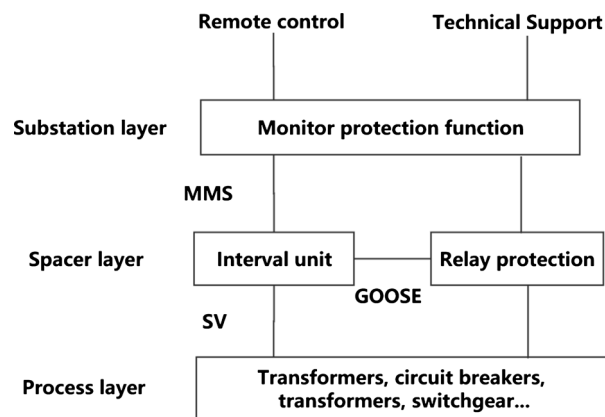 Remote control
Technical Support
Substation layer
Monitor protection function
MMS
Spacer layer
Interval unit
Relay protection
GOOSE
SV
Process layer
Transformers, circuit breakers,
transformers, switchgear...